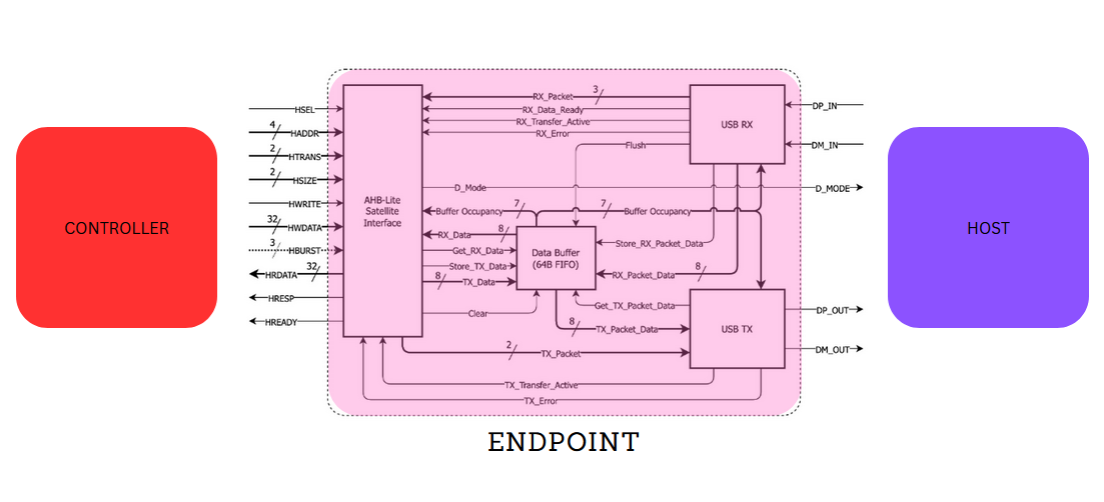 CONTROLLER
HSEL
4
HADDR
2
HTRANS
2
HSIZE
HWRITE
32
HWDATA
3
HBURST
HRDATA
32
HRESP
HREADY
AHB-Lite
Satellite
Interface
RX_Packet
3
RX_Data_Ready
RX_Transfer_Active
RX_Error
Flush
D_Mode
Buffer Occupancy
7
7
Buffer Occupancy
RX_Data
8
Get_RX_Data
Store_TX_Data
8
TX_Data
Clear
Data Buffer
(64B FIFO)
Store_RX_Packet_Data
RX_Packet_Data
8
Get_TX_Packet_Data
8
TX_Packet_Data
2
TX_Packet
TX_Transfer_Active
TX_Error
USB RX
USB TX
DP_IN
DM_IN
D_MODE
DP_OUT
DM_OUT
HOST
ENDPOINT